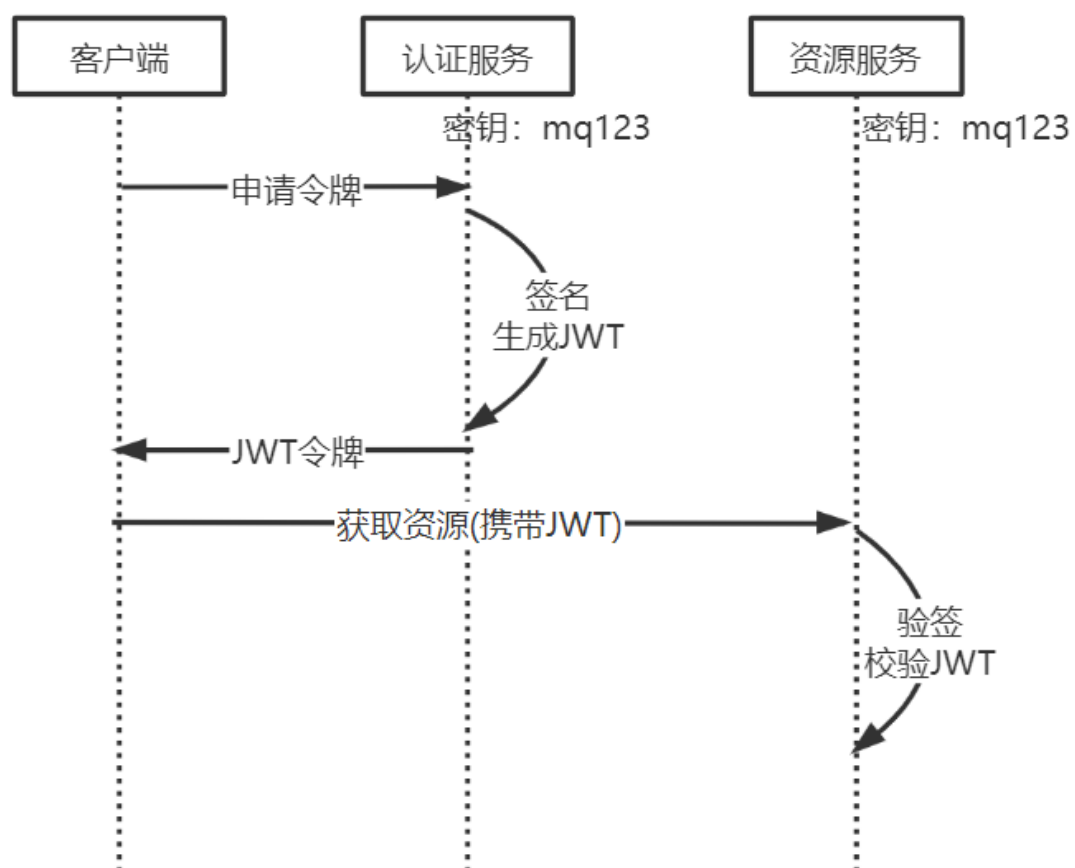 客户端
认证服务
资源服务
密钥：mq123
密钥：mq123
申请令牌
签名
生成JWT
JWT令牌
获取资源(携带JWT)
验签
校验JWT